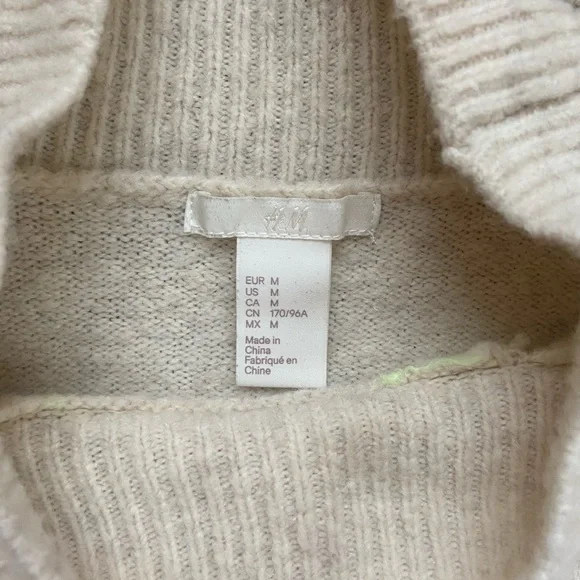 H&M
EUR M
US M
CA M
CN 170/96A
MX M
Made in
China
Fabriqué en
Chine